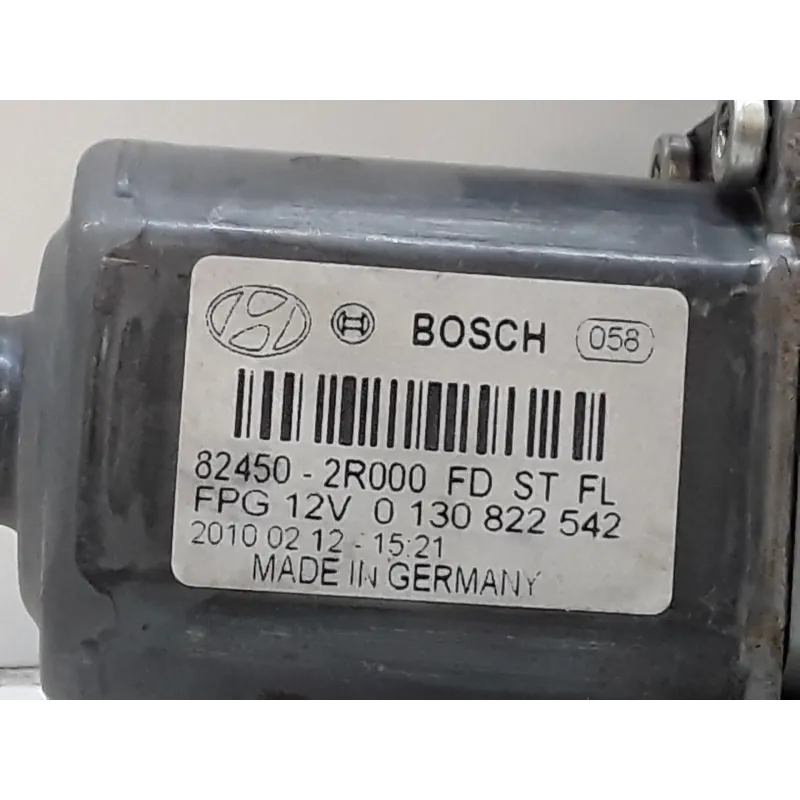 BOSCH 058
82450 - 2R000 FD ST FL
FPG 12V 0 130 822 542
2010 02 12 - 15:21
MADE IN GERMANY